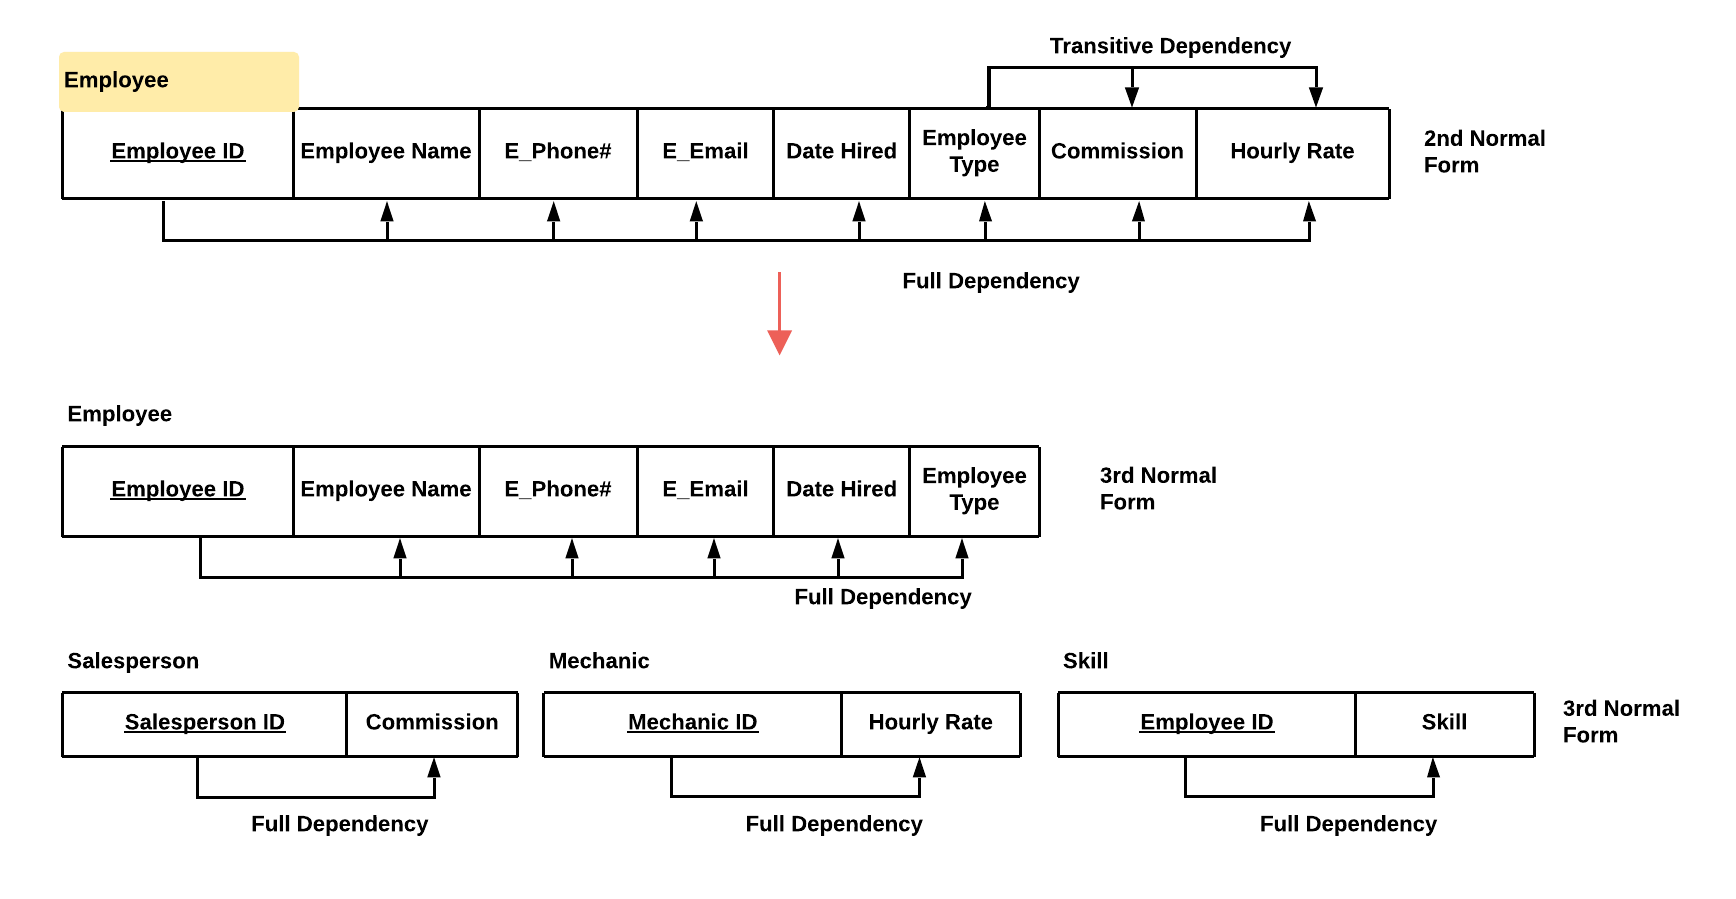 Transitive Dependency
Employee
Employee ID
Employee Name
E_Phone#
E_Email
Date Hired
Employee
Type
Commission
Hourly Rate
2nd Normal
Form
Full Dependency
Employee
Employee ID
Employee Name
E_Phone#
E_Email
Date Hired
Employee
Type
3rd Normal
Form
Full Dependency
Salesperson
Salesperson ID
Commission
Full Dependency
Mechanic
Mechanic ID
Hourly Rate
Full Dependency
Skill
Employee ID
Skill
Full Dependency
3rd Normal
Form